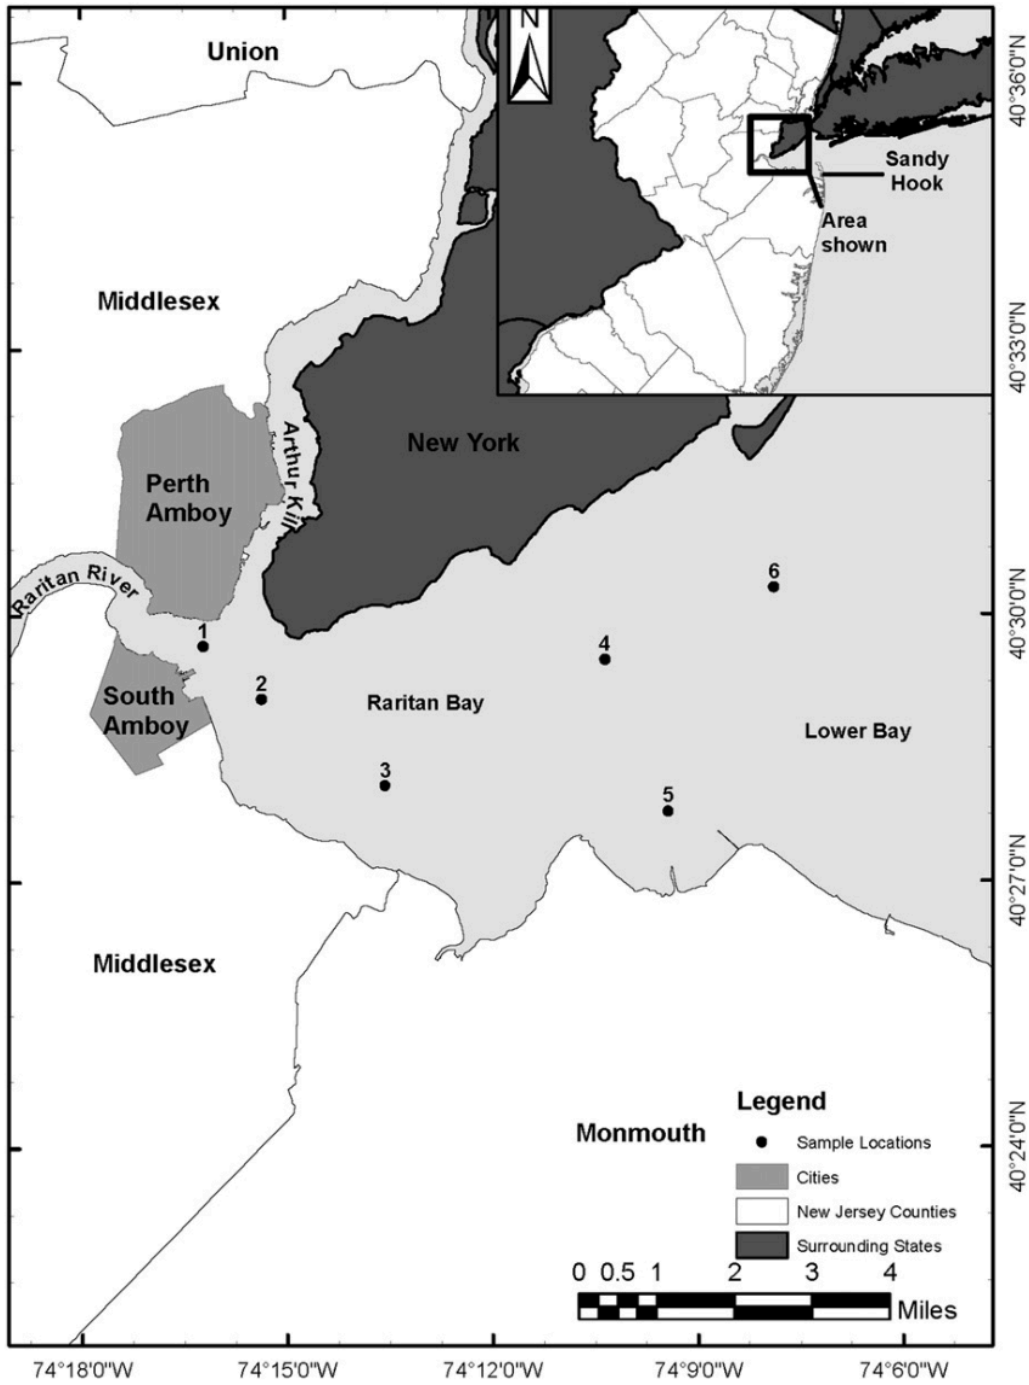 Union
N
40°36'0"N
Sandy
Hook
Area
shown
Middlesex
40°33'0"N
Arthur Kill
New York
Perth
Amboy
Raritan River
6
40°30'0"N
1
4
2
South
Amboy
Raritan Bay
Lower Bay
3
5
40°27'0"N
Middlesex
Legend
Monmouth
Sample Locations
40°24'0"N
Cities
New Jersey Counties
Surrounding States
0 0.5 1 2 3 4
Miles
74°18'0"W 74°15'0"W 74°12'0"W 74°90'0"W 74°60'0"W